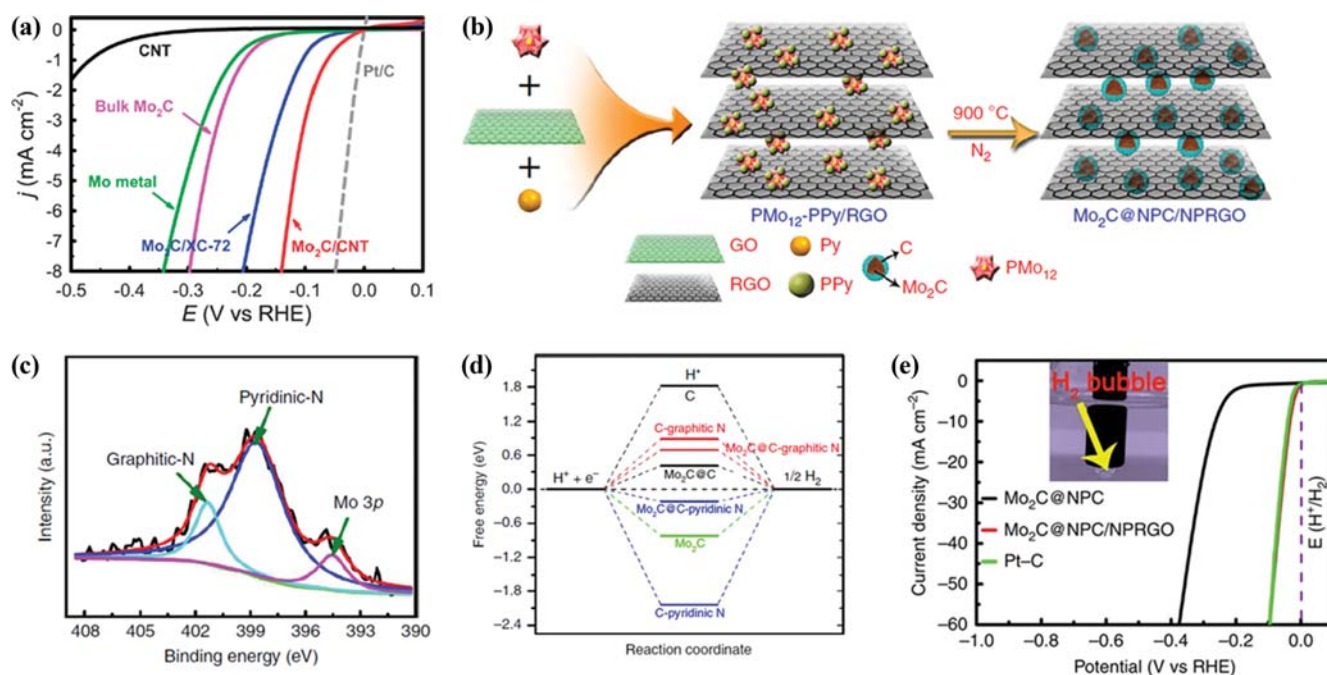 (a)
CNT
Pt/C
Bulk Mo₂C
Mo metal
Mo₂C/XC-72
Mo₂C/CNT
j (mA cm⁻²)
0
-1
-2
-3
-4
-5
-6
-7
-8
-0.5 -0.4 -0.3 -0.2 -0.1 0.0 0.1
E (V vs RHE)
(b)
+
+
900 °C
N₂
PMo₁₂-PPy/RGO
Mo₂C@NPC/NPRGO
GO
Py
C
PMo₁₂
RGO
PPy
Mo₂C
(c)
Pyridinic-N
Graphitic-N
Mo 3p
Intensity (a.u.)
408 405 402 399 396 393 390
Binding energy (eV)
(d)
H⁺
C
C-graphitic N
Mo₂C@C-graphitic N
Mo₂C@C
H⁺ + e⁻
1/2 H₂
Mo₂C@C-pyridinic N
Mo₂C
C-pyridinic N
Free energy (eV)
1.8
1.2
0.6
0.0
−0.6
−1.2
−1.8
−2.4
Reaction coordinate
(e)
H₂ bubble
Mo₂C@NPC
Mo₂C@NPC/NPRGO
Pt–C
E (H⁺/H₂)
Current density (mA cm⁻²)
0
−10
−20
−30
−40
−50
−60
−1.0 −0.8 −0.6 −0.4 −0.2 0.0
Potential (V vs RHE)